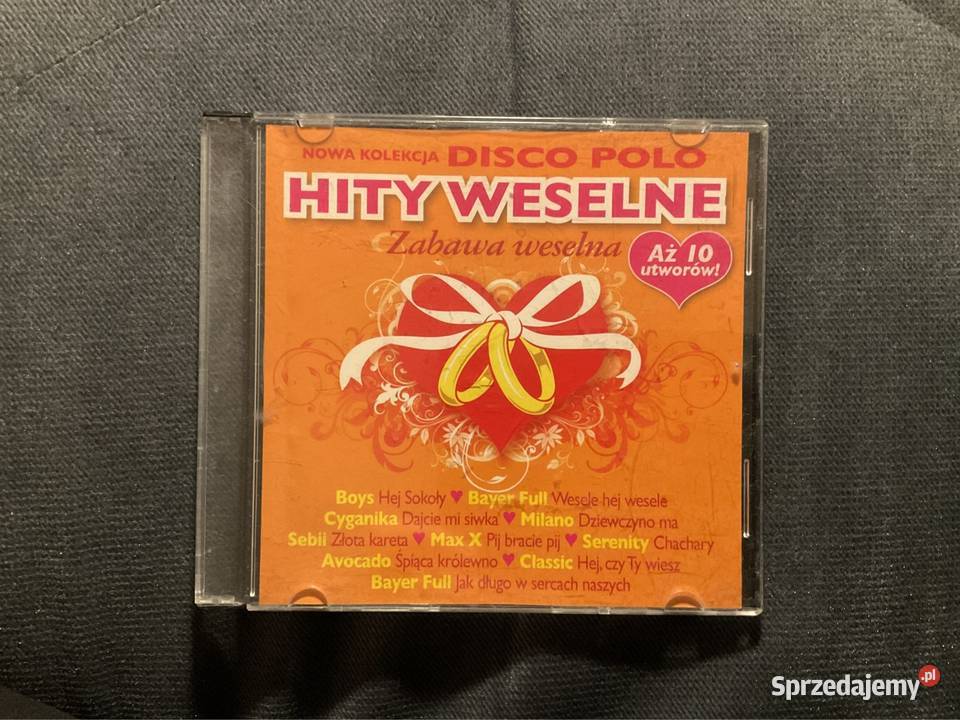 NOWA KOLEKCJA DISCO POLO
HITY WESELNE
Zabawa weselna
Aż 10
utworów!
Boys Hej Sokoły ♥ Bayer Full Wesele hej wesele
Cyganika Dajcie mi siwka ♥ Milano Dziewczyno ma
Sebii Złota kareta ♥ Max X Pij bracie pij ♥ Serenity Chachary
Avocado Śpiąca królewno ♥ Classic Hej, czy Ty wiesz
Bayer Full Jak długo w sercach naszych
Sprzedajemy.pl